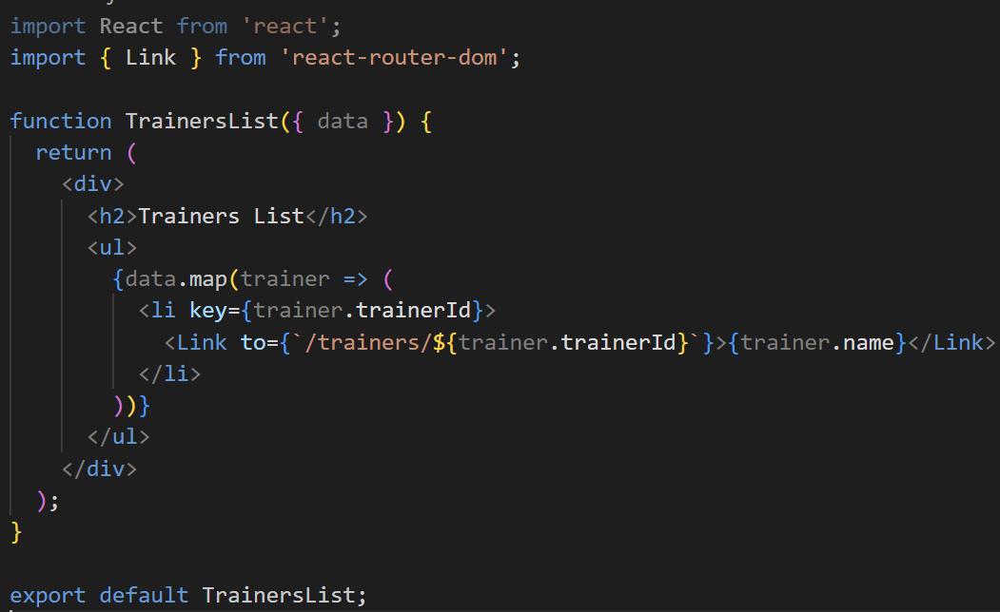 import React from 'react';
import { Link } from 'react-router-dom';

function TrainersList({ data }) {
  return (
    <div>
      <h2>Trainers List</h2>
      <ul>
        {data.map(trainer => (
          <li key={trainer.trainerId}>
            <Link to={`/trainers/${trainer.trainerId}`}>{trainer.name}</Link>
          </li>
        ))}
      </ul>
    </div>
  );
}

export default TrainersList;